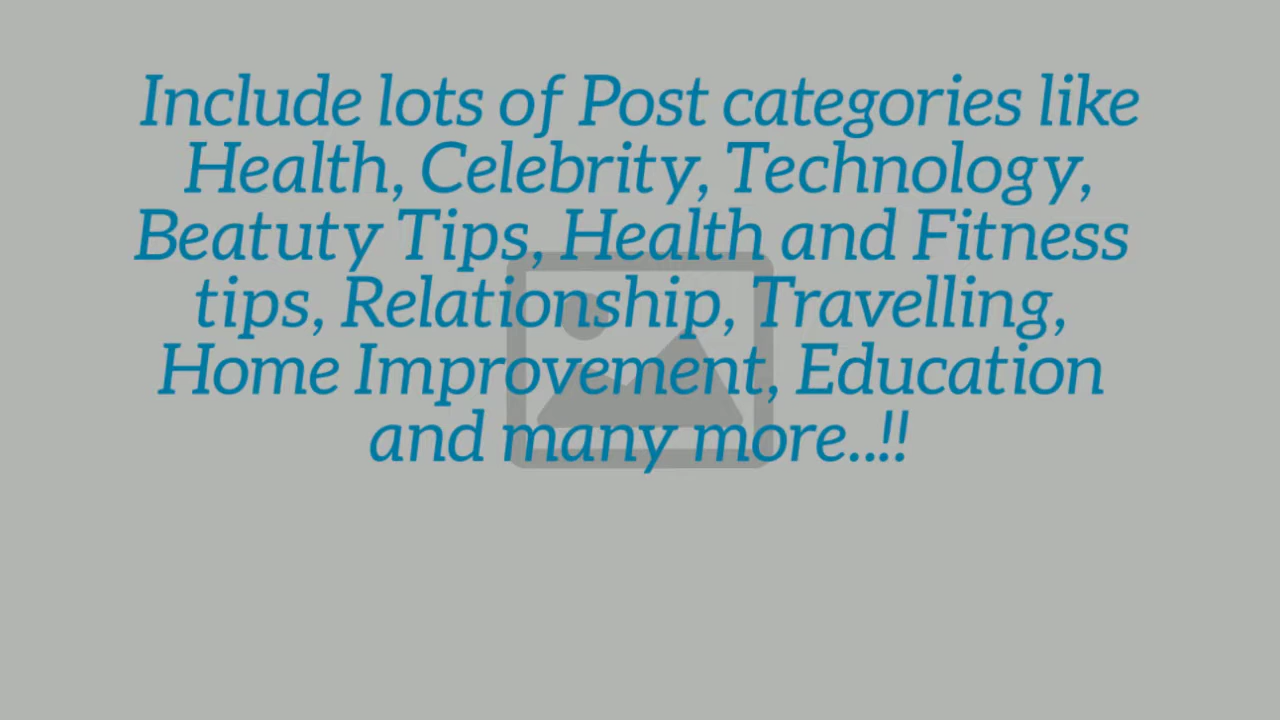 Include lots of Post categories like
Health, Celebrity, Technology,
Beatuty Tips, Health and Fitness
tips, Relationship, Travelling,
Home Improvement, Education
and many more..!!